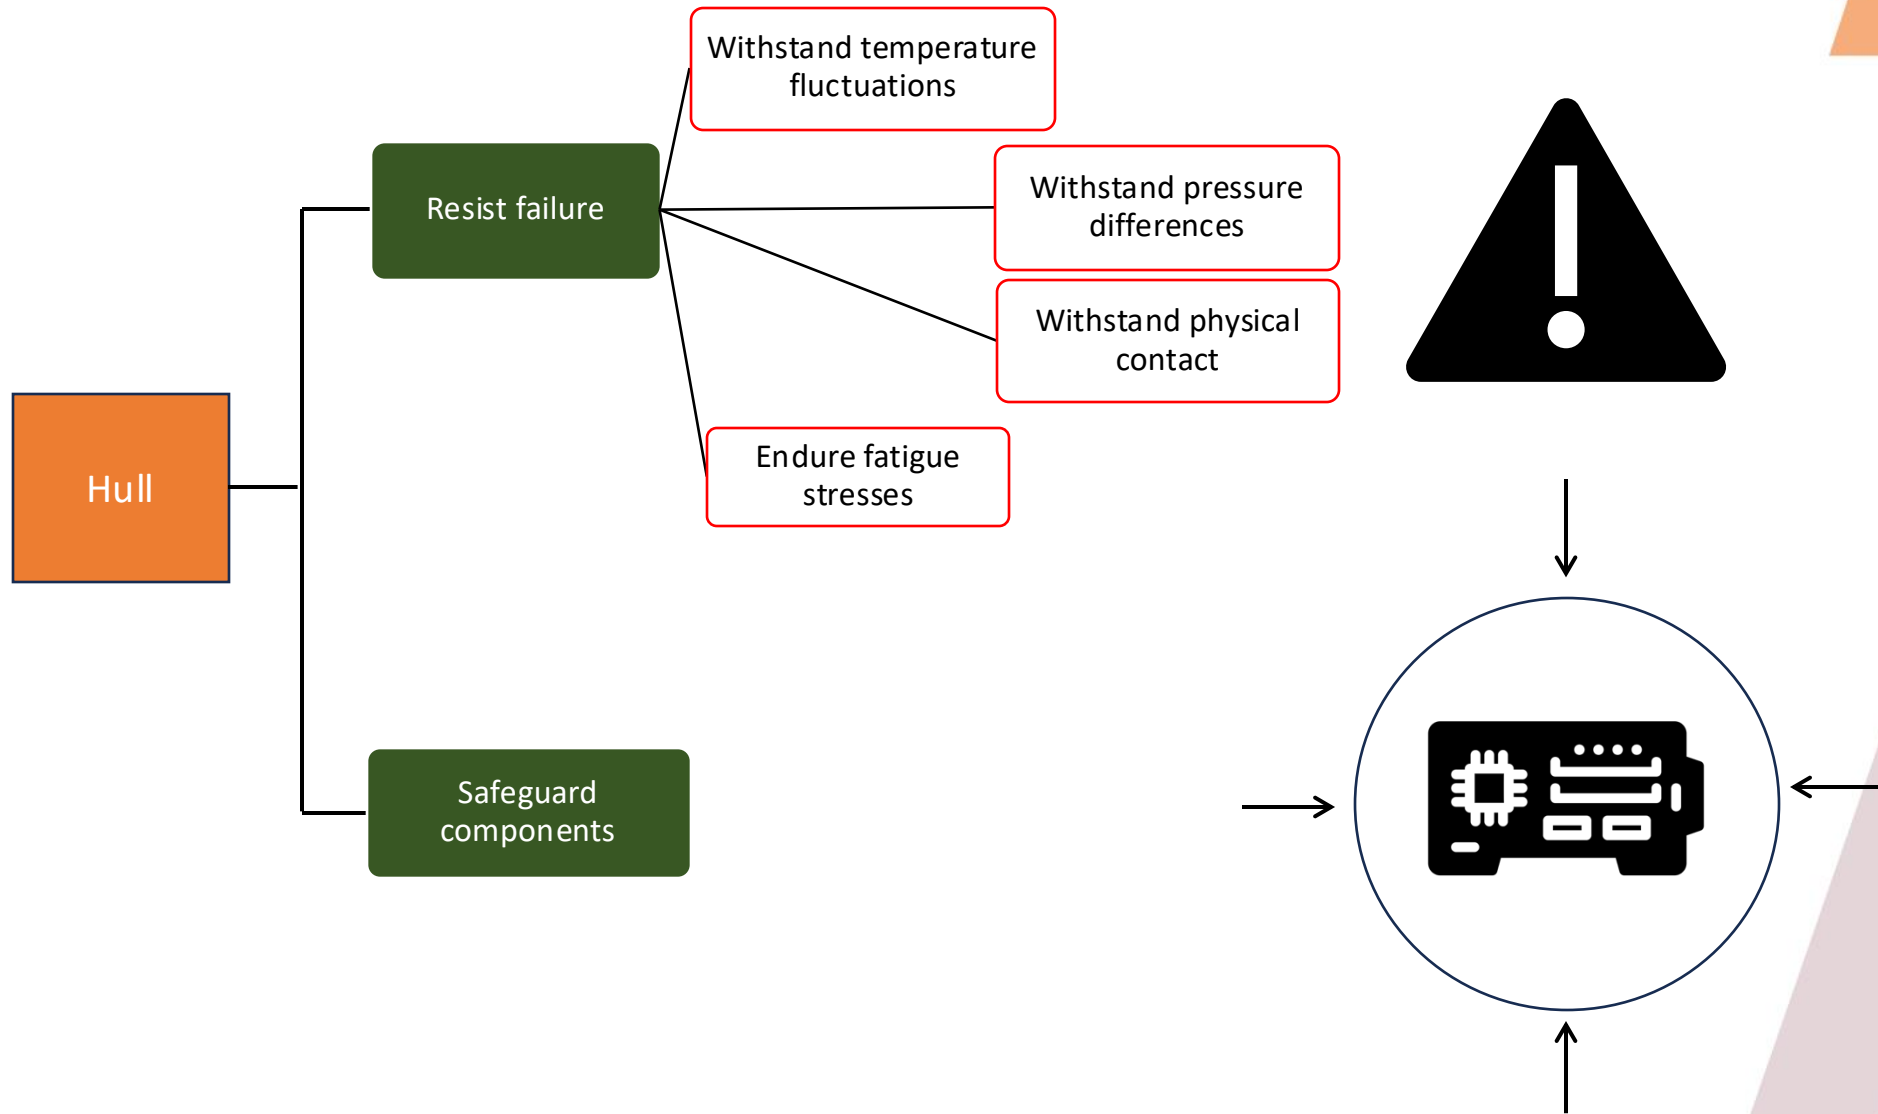 Withstand temperature
fluctuations
Resist failure
Withstand pressure
differences
Withstand physical
contact
Endure fatigue
stresses
Hull
Safeguard
components